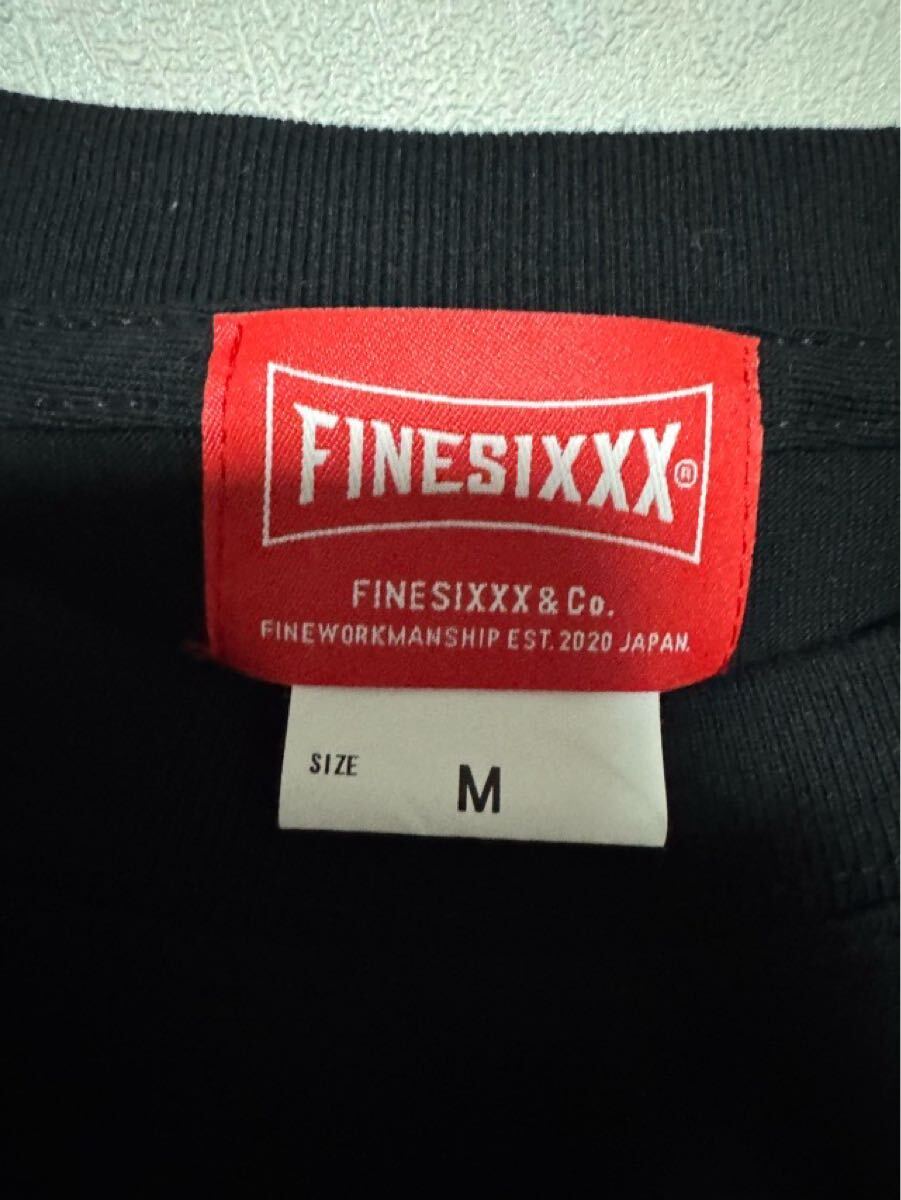 FINESIXXX®
FINESIXXX & Co.
FINEWORKMANSHIP EST. 2020 JAPAN.
SIZE M